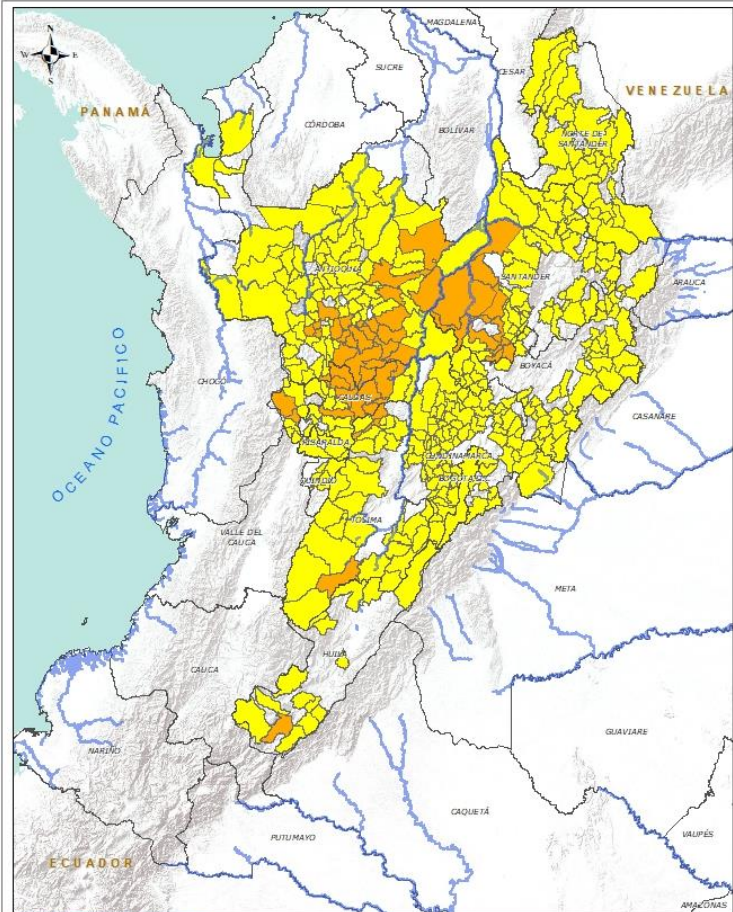 MAGDALENA
N
W E
S
SUCRE
CESAR
VENEZUELA
PANAMÁ
CÓRDOBA
BOLÍVAR
NORTE DE
SANTANDER
ANTIOQUIA
SANTANDER
ARAUCA
OCEANO PACIFICO
CHOCÓ
BOYACÁ
CALDAS
CASANARE
RISARALDA
CUNDINAMARCA
QUINDIO
BOGOTÁ, D.C.
TOLIMA
VALLE DEL
CAUCA
META
HUILA
CAUCA
GUAVIARE
NARIÑO
CAQUETÁ
PUTUMAYO
VAUPÉS
ECUADOR
AMAZONAS